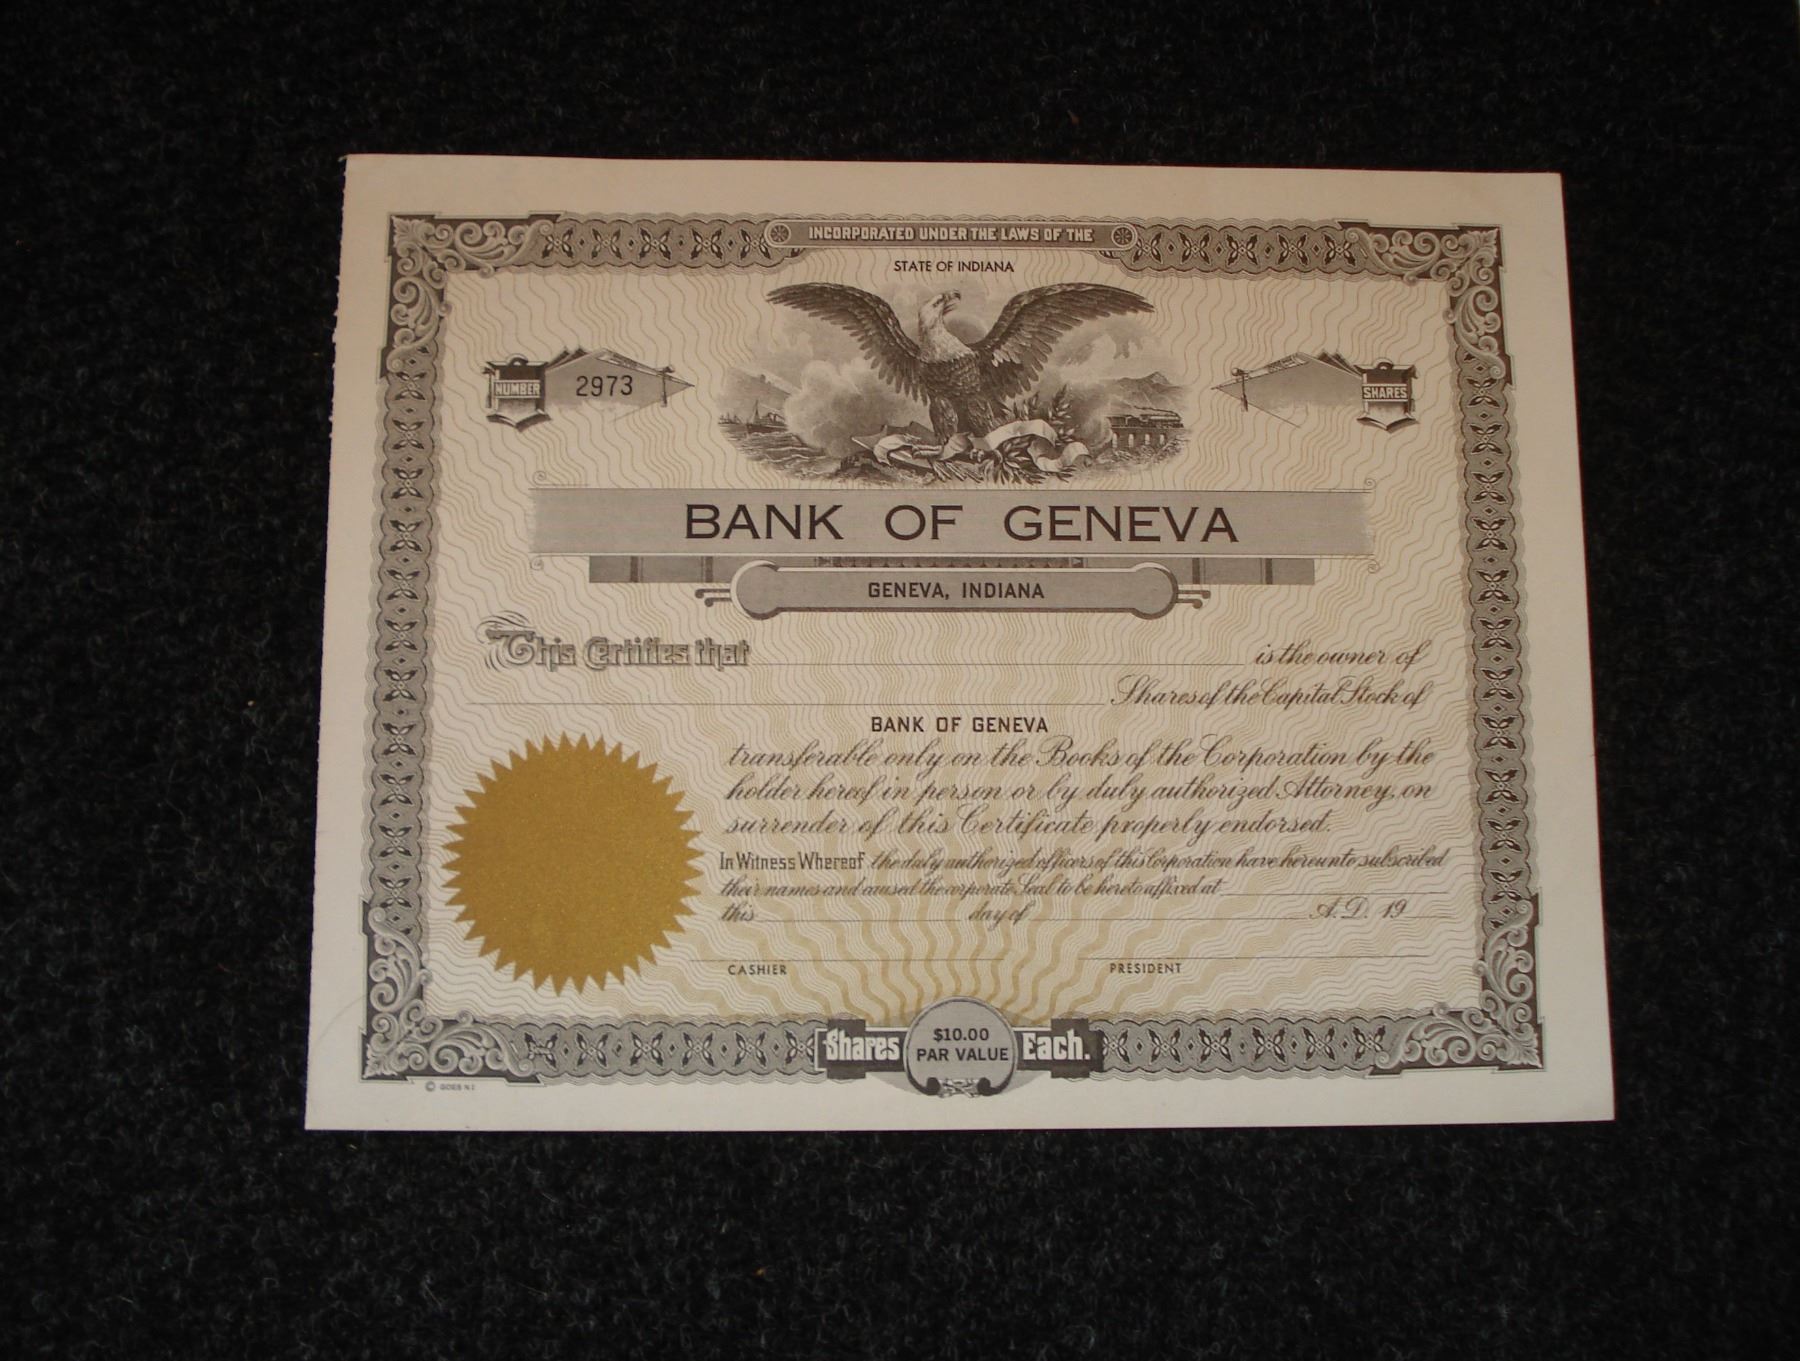 INCORPORATED UNDER THE LAWS OF THE
STATE OF INDIANA
NUMBER 2973
SHARES
BANK OF GENEVA
GENEVA, INDIANA
This Certifies that is the owner of
Shares of the Capital Stock of
BANK OF GENEVA
transferable only on the Books of the Corporation by the
holder hereof in person or by duly authorized Attorney, on
surrender of this Certificate properly endorsed.
In Witness Whereof the duly authorized officers of this Corporation have hereunto subscribed
their names and caused the corporate Seal to be hereto affixed at
this day of A.D. 19
CASHIER PRESIDENT
Shares $10.00 PAR VALUE Each.
© GOES